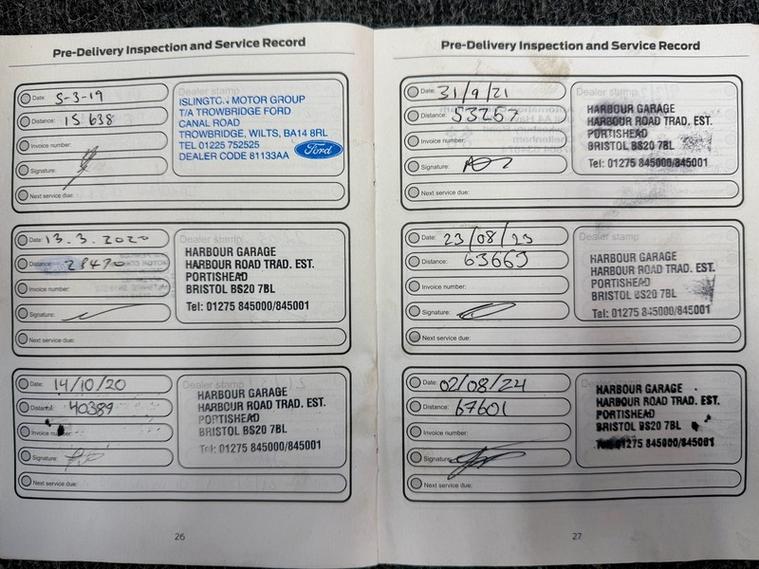 Pre-Delivery Inspection and Service Record
Date: 5-3-19
Distance: 15 638
Invoice number:
Signature:
Next service due:
Dealer stamp
ISLINGTON MOTOR GROUP
T/A TROWBRIDGE FORD
CANAL ROAD
TROWBRIDGE, WILTS, BA14 8RL
TEL 01225 752525
DEALER CODE 81133AA
Ford
Date: 13.3.2020
Distance: 28470
Invoice number:
Signature:
Next service due:
Dealer stamp
HARBOUR GARAGE
HARBOUR ROAD TRAD. EST.
PORTISHEAD
BRISTOL BS20 7BL
Tel: 01275 845000/845001
Date: 14/10/20
Distance: 40389
Invoice number:
Signature:
Next service due:
Dealer stamp
HARBOUR GARAGE
HARBOUR ROAD TRAD. EST.
PORTISHEAD
BRISTOL BS20 7BL
Tel: 01275 845000/845001
26
Pre-Delivery Inspection and Service Record
Date: 31/9/21
Distance: 53257
Invoice number:
Signature:
Next service due:
Dealer stamp
HARBOUR GARAGE
HARBOUR ROAD TRAD. EST.
PORTISHEAD
BRISTOL BS20 7BL
Tel: 01275 845000/845001
Date: 23/08/23
Distance: 63663
Invoice number:
Signature:
Next service due:
Dealer stamp
HARBOUR GARAGE
HARBOUR ROAD TRAD. EST.
PORTISHEAD
BRISTOL BS20 7BL
Tel: 01275 845000/845001
Date: 02/08/24
Distance: 67601
Invoice number:
Signature:
Next service due:
Dealer stamp
HARBOUR GARAGE
HARBOUR ROAD TRAD. EST.
PORTISHEAD
BRISTOL BS20 7BL
Tel: 01275 845000/845001
27